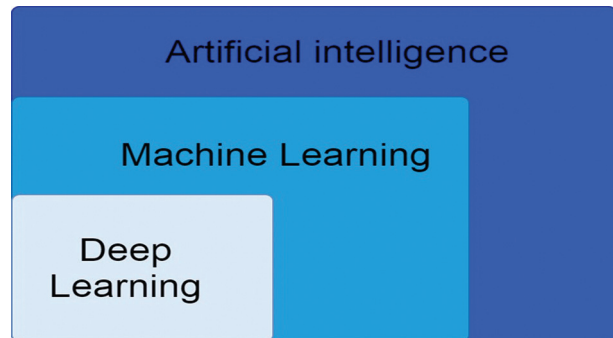 Artificial intelligence
Machine Learning
Deep
Learning